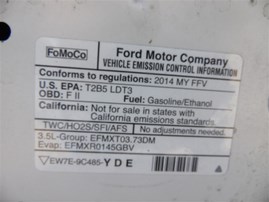 FoMoCo
Ford Motor Company
VEHICLE EMISSION CONTROL INFORMATION
Conforms to regulations: 2014 MY FFV
U.S. EPA: T2B5 LDT3
OBD: F II Fuel: Gasoline/Ethanol
California: Not for sale in states with
California emissions standards.
TWC/HO2S/SFI/AFS No adjustments needed.
3.5L-Group: EFMXT03.73DM
Evap: EFMXR0145GBV
EW7E-9C485-YDE